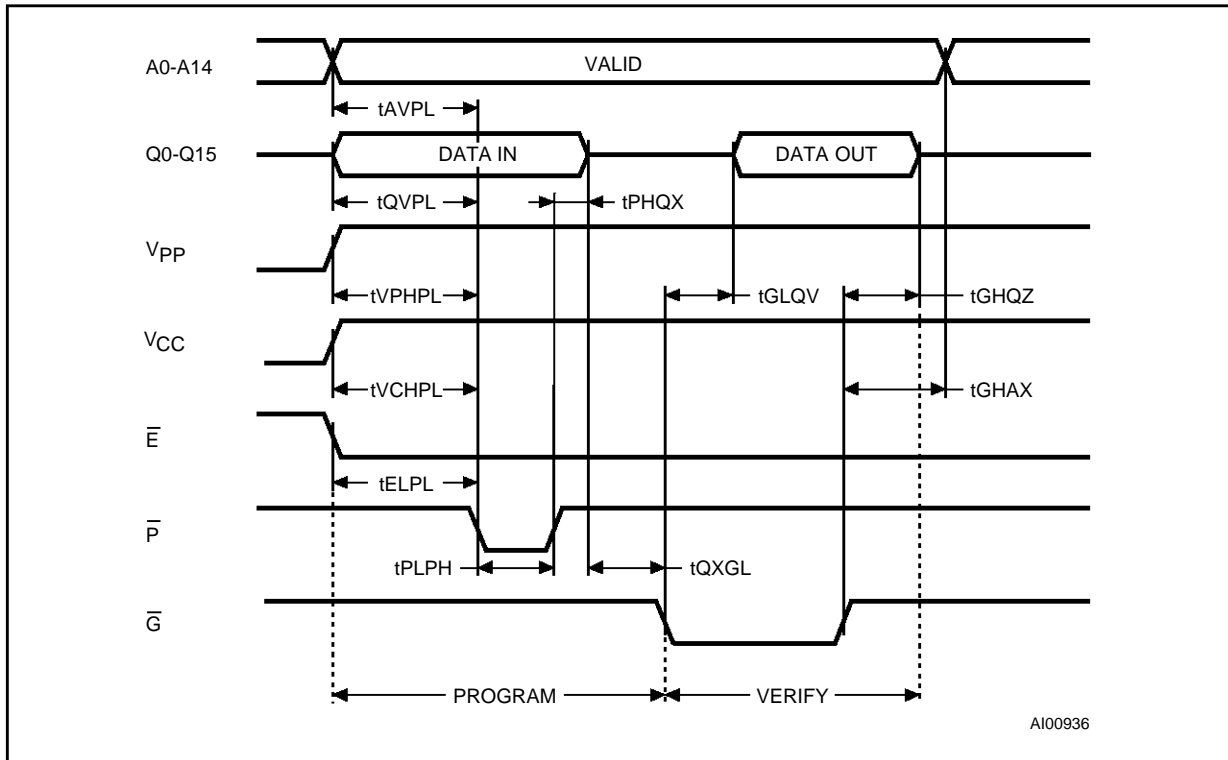 A0-A14
VALID
tAVPL
Q0-Q15
DATA IN
DATA OUT
tQVPL
tPHQX
VPP
tVPHPL
tGLQV
tGHQZ
VCC
tVCHPL
tGHAX
E̅
tELPL
P̅
tPLPH
tQXGL
G̅
PROGRAM
VERIFY
AI00936